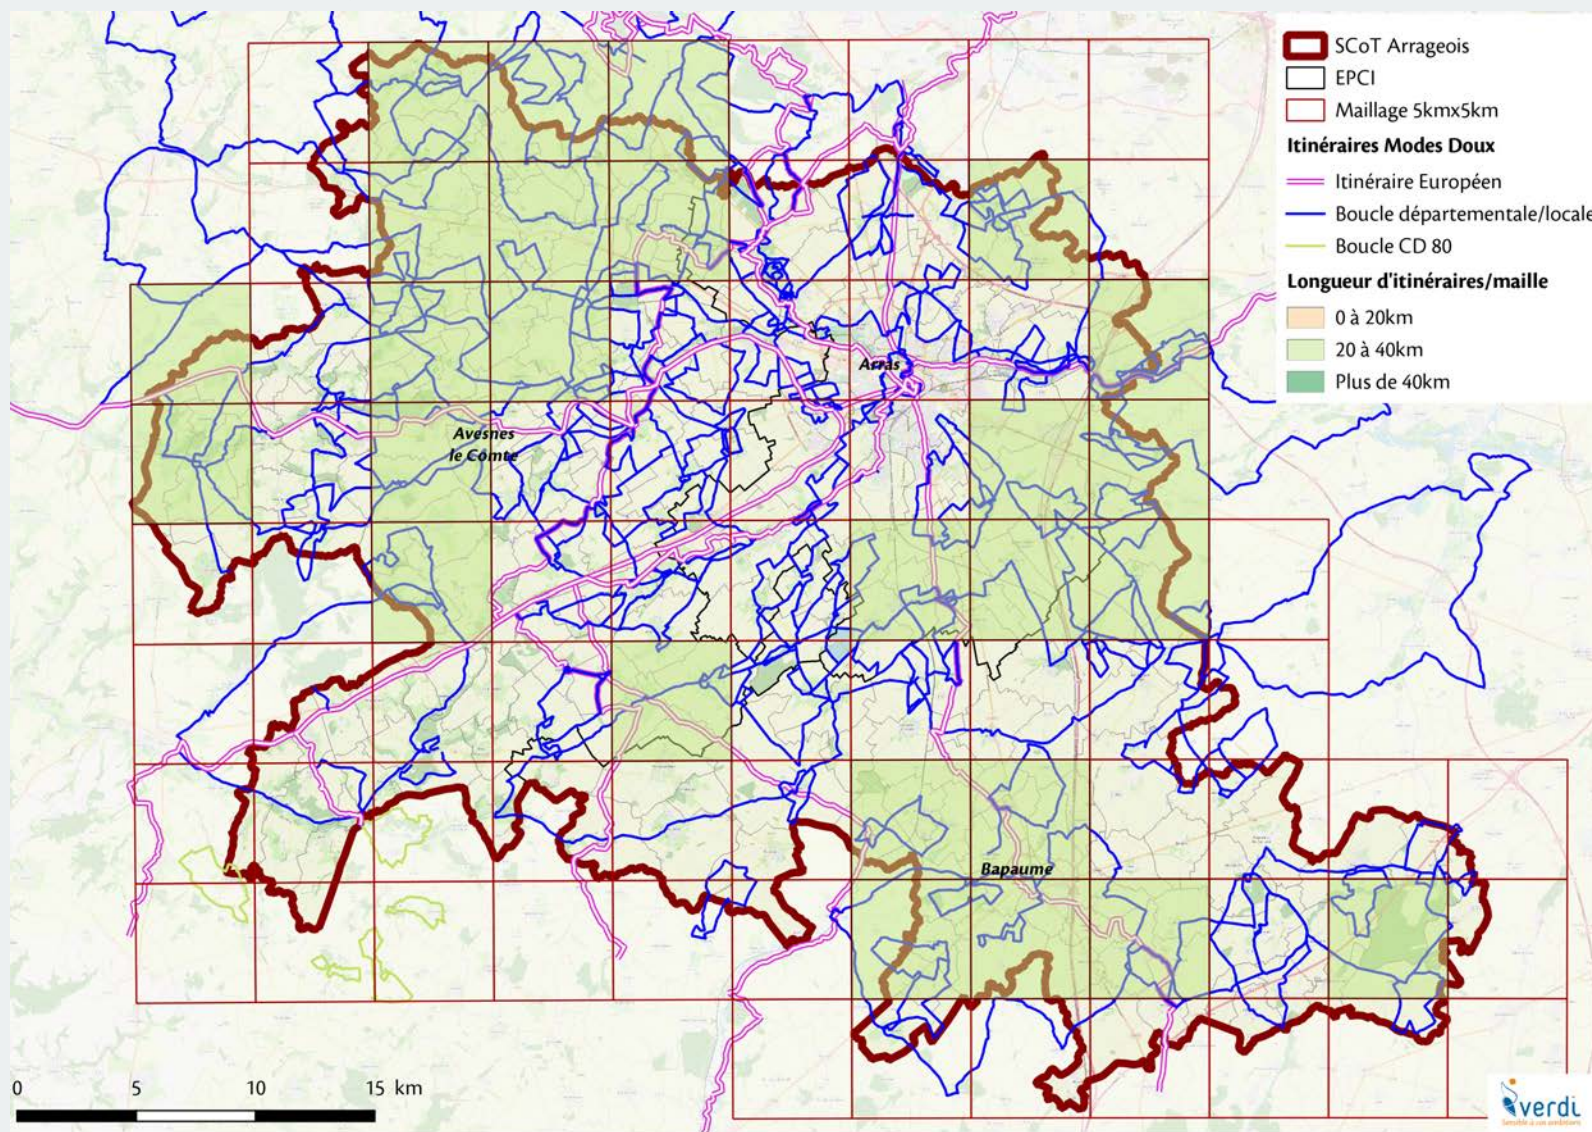 SCoT Arrageois
EPCI
Maillage 5kmx5km
Itinéraires Modes Doux
Itinéraire Européen
Boucle départementale/locale
Boucle CD 80
Longueur d'itinéraires/maille
0 à 20km
20 à 40km
Plus de 40km
Arras
Avesnes
le Comte
Bapaume
0 5 10 15 km
verdi